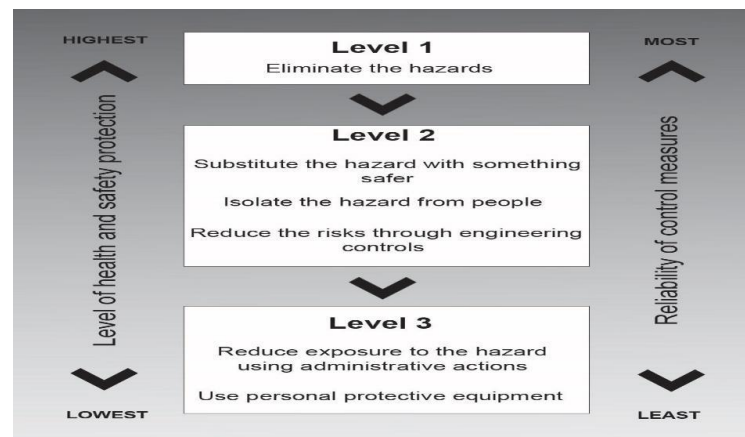 HIGHEST
Level 1
MOST
Eliminate the hazards
Level of health and safety protection
Level 2
Substitute the hazard with something
safer
Isolate the hazard from people
Reduce the risks through engineering
controls
Reliability of control measures
Level 3
Reduce exposure to the hazard
using administrative actions
Use personal protective equipment
LOWEST
LEAST